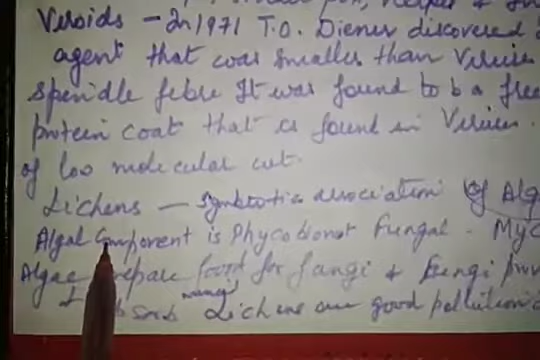 Viroids - In 1971 T.O. Diener discovered
agent that was smaller than Viruses
spindle febre It was found to be a free
protein coat that is found in Viruses.
of low molecular wt.
Lichens - Symbiotic association of Alg
Algal Component is Phycobionot Fungal - Myc
Algae prepare food for fungi & Fungi prov
Lichens are good pollution